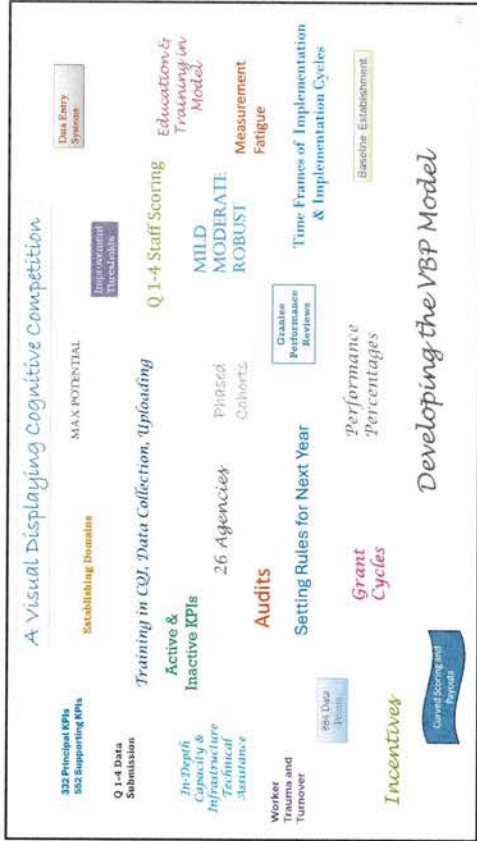 A Visual Displaying Cognitive Competition
332 Principal KPIs
552 Supporting KPIs
Establishing Domains
MAX POTENTIAL
Improvement
Thresholds
Data Entry
Systems
Q 1-4 Data
Submission
Training in CQI, Data Collection, Uploading
Q 1-4 Staff Scoring
Education &
Training in
Model
Active &
Inactive KPIs
In-Depth
Capacity &
Infrastructure
Technical
Assistance
26 Agencies
Phased
Cohorts
MILD
MODERATE
ROBUST
Measurement
Fatigue
Audits
Worker
Trauma and
Turnover
Grantee
Performance
Reviews
Setting Rules for Next Year
Time Frames of Implementation
& Implementation Cycles
884 Data
Points
Grant
Cycles
Performance
Percentages
Baseline Establishment
Incentives
Curved Scoring and
Payouts
Developing the VBP Model